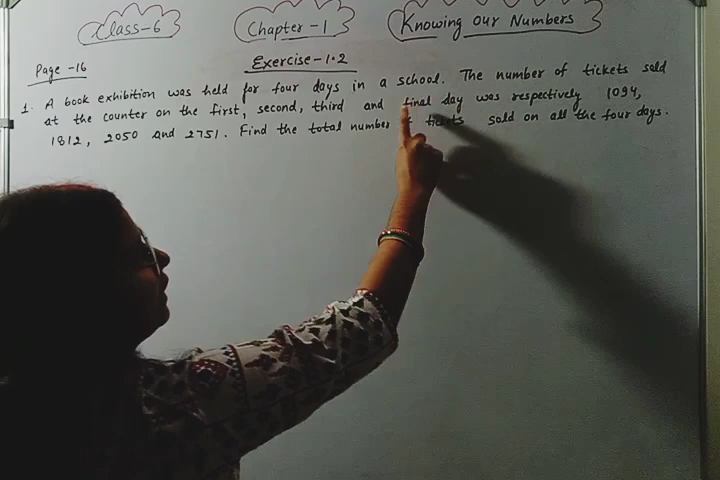 Class-6 Chapter-1 Knowing Our Numbers
Page-16 Exercise-1.2
1. A book exhibition was held for four days in a school. The number of tickets sold
at the counter on the first, second, third and final day was respectively 1094,
1812, 2050 and 2751. Find the total number tickets sold on all the four days.